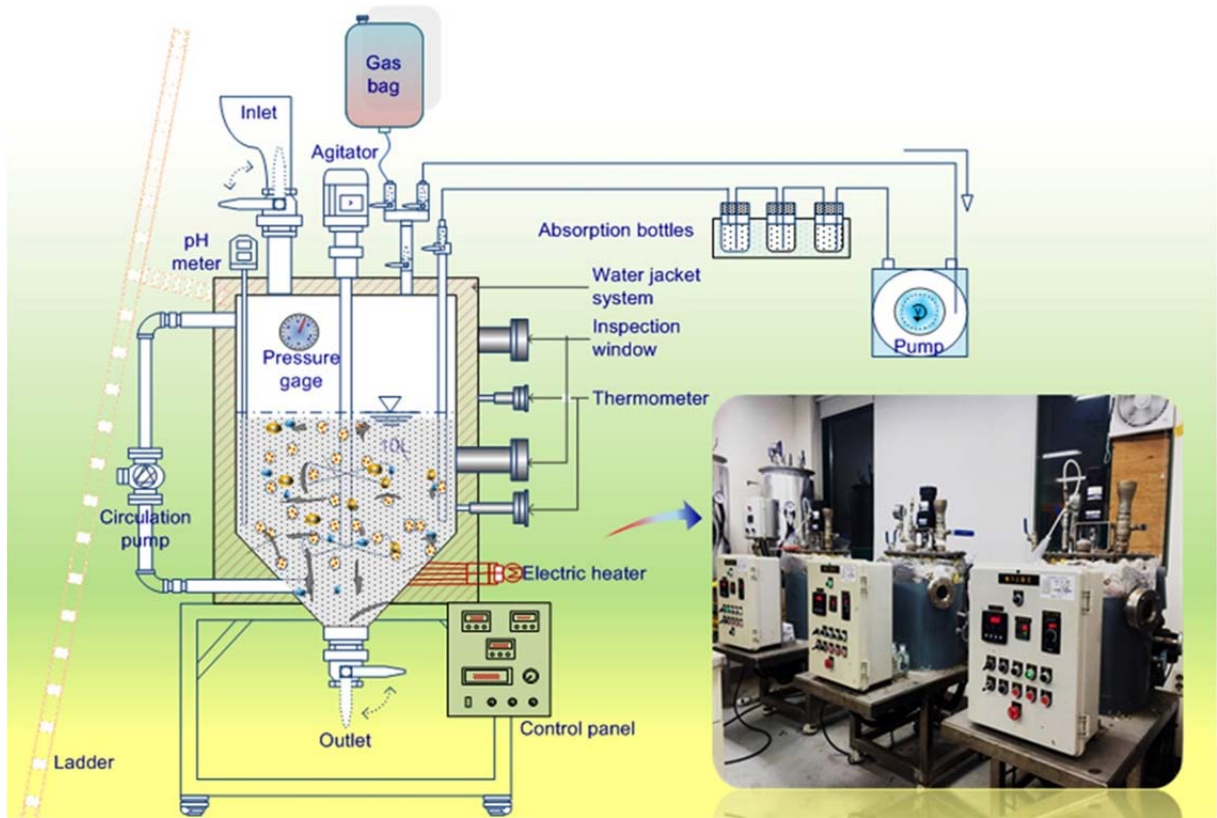 Gas
bag
Inlet
Agitator
pH
meter
Absorption bottles
Water jacket
system
Inspection
window
Pump
Pressure
gage
Thermometer
10L
Circulation
pump
Electric heater
Control panel
Outlet
Ladder